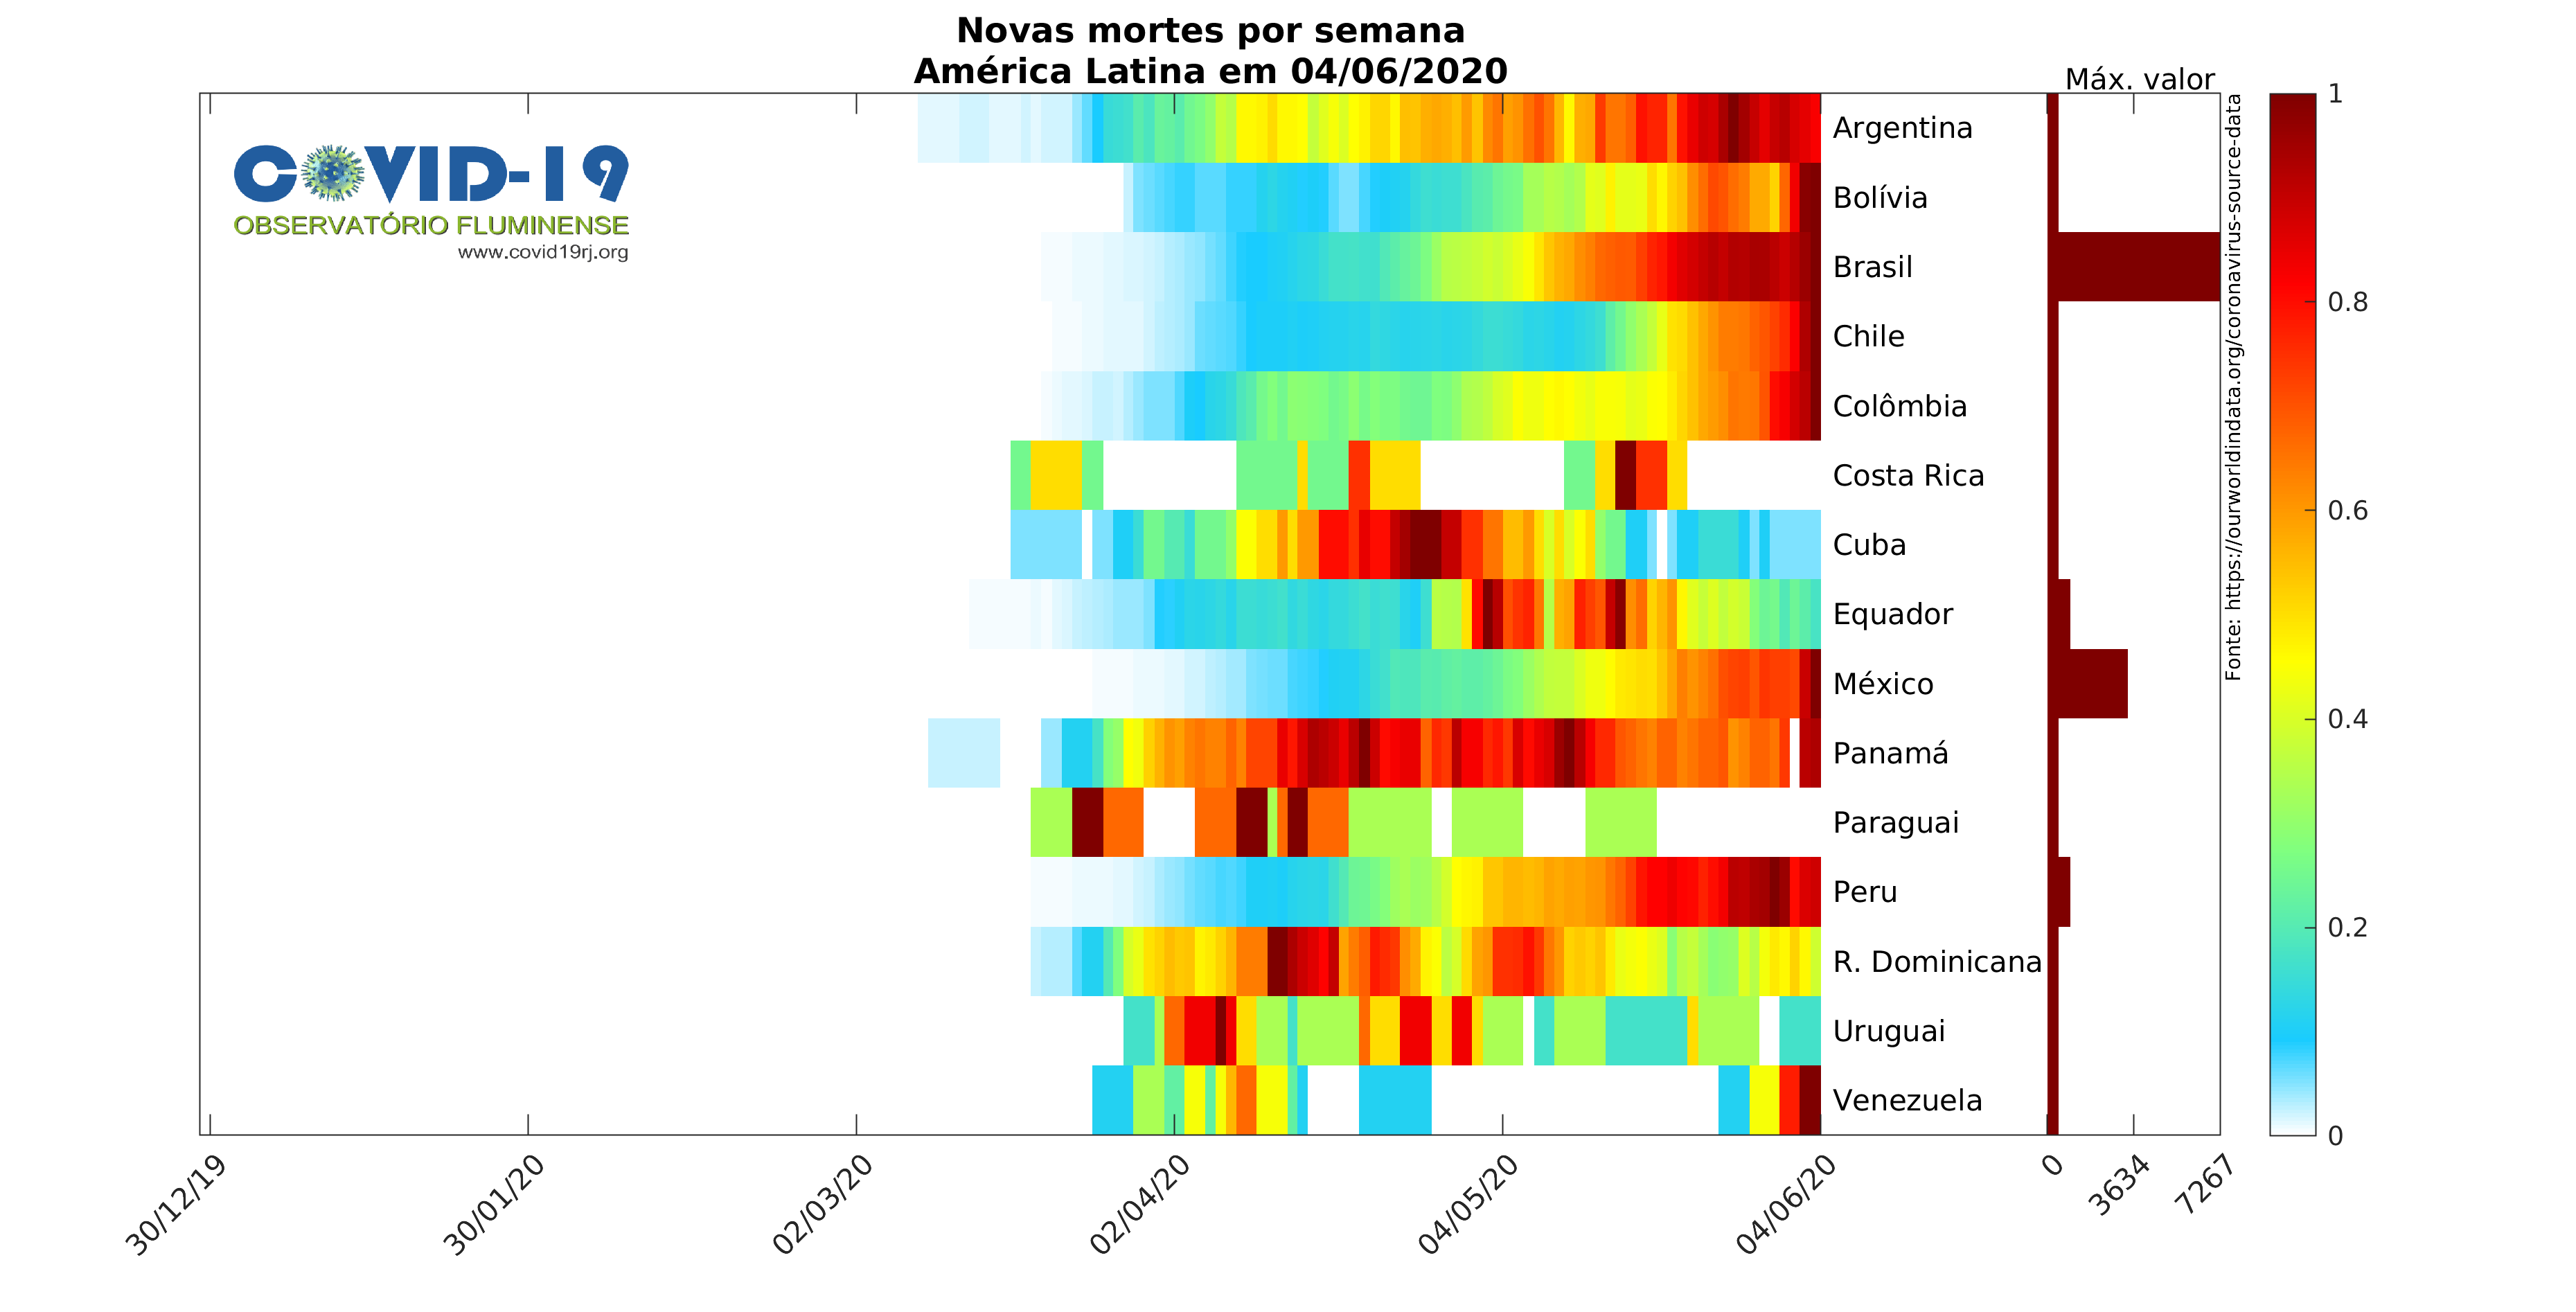 Novas mortes por semana
América Latina em 04/06/2020
Máx. valor
COVID-19
OBSERVATÓRIO FLUMINENSE
www.covid19rj.org
Argentina
Bolívia
Brasil
Chile
Colômbia
Costa Rica
Cuba
Equador
México
Panamá
Paraguai
Peru
R. Dominicana
Uruguai
Venezuela
Fonte: https://ourworldindata.org/coronavirus-source-data
1
0.8
0.6
0.4
0.2
0
30/12/19
30/01/20
02/03/20
02/04/20
04/05/20
04/06/20
0
3634
7267